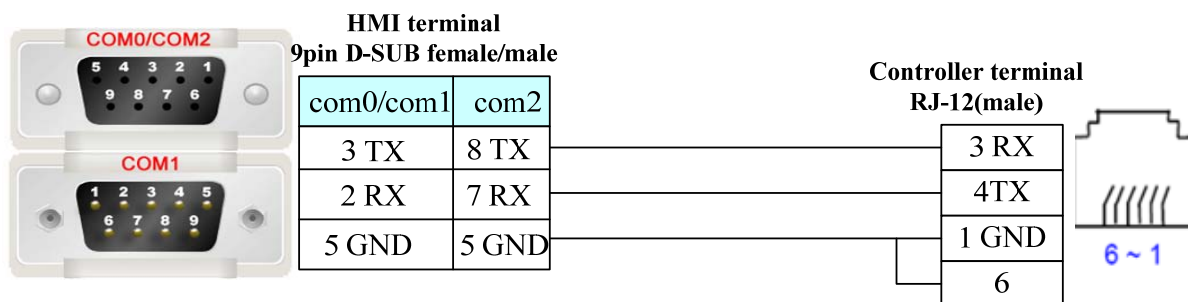 COM0/COM2
5 4 3 2 1
9 8 7 6
COM1
1 2 3 4 5
6 7 8 9
HMI terminal
9pin D-SUB female/male
com0/com1 com2
3 TX 8 TX
2 RX 7 RX
5 GND 5 GND
Controller terminal
RJ-12(male)
3 RX
4TX
1 GND
6
6 ~ 1